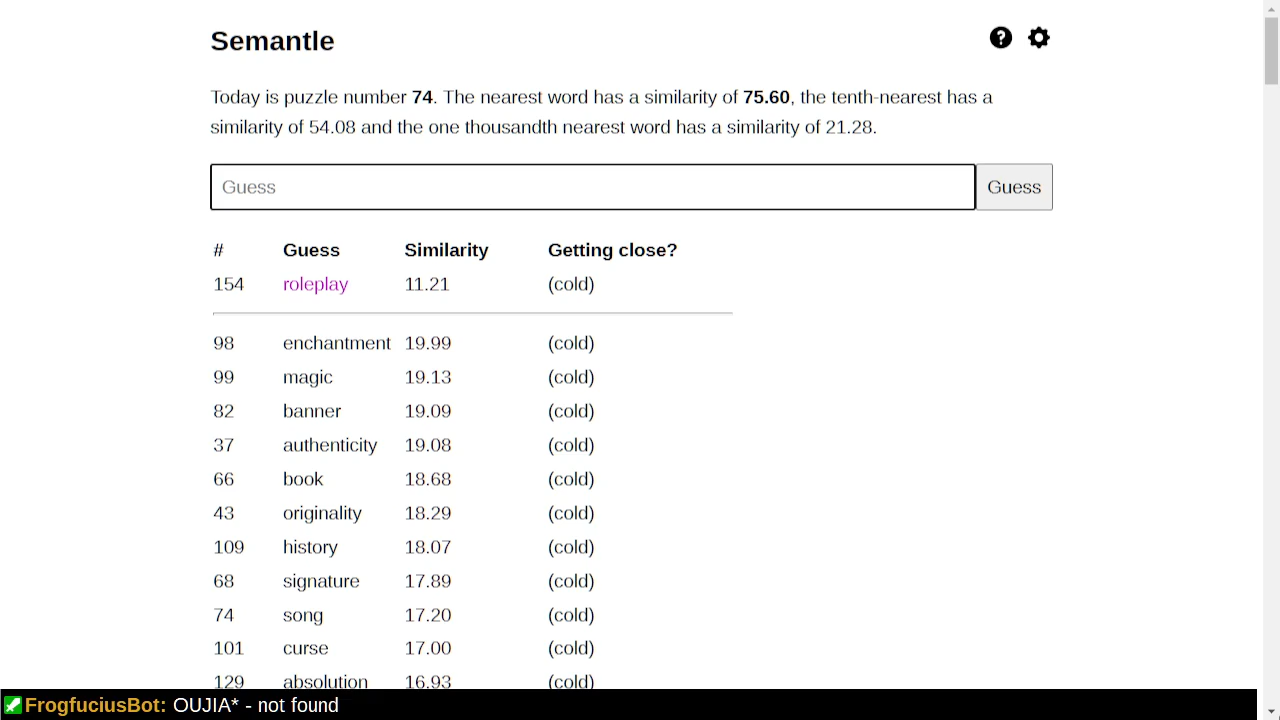 Semantle
Today is puzzle number 74. The nearest word has a similarity of 75.60, the tenth-nearest has a
similarity of 54.08 and the one thousandth nearest word has a similarity of 21.28.
Guess Guess
# Guess Similarity Getting close?
154 roleplay 11.21 (cold)
98 enchantment 19.99 (cold)
99 magic 19.13 (cold)
82 banner 19.09 (cold)
37 authenticity 19.08 (cold)
66 book 18.68 (cold)
43 originality 18.29 (cold)
109 history 18.07 (cold)
68 signature 17.89 (cold)
74 song 17.20 (cold)
101 curse 17.00 (cold)
129 absolution 16.93 (cold)
FrogfuciusBot: OUJIA* - not found